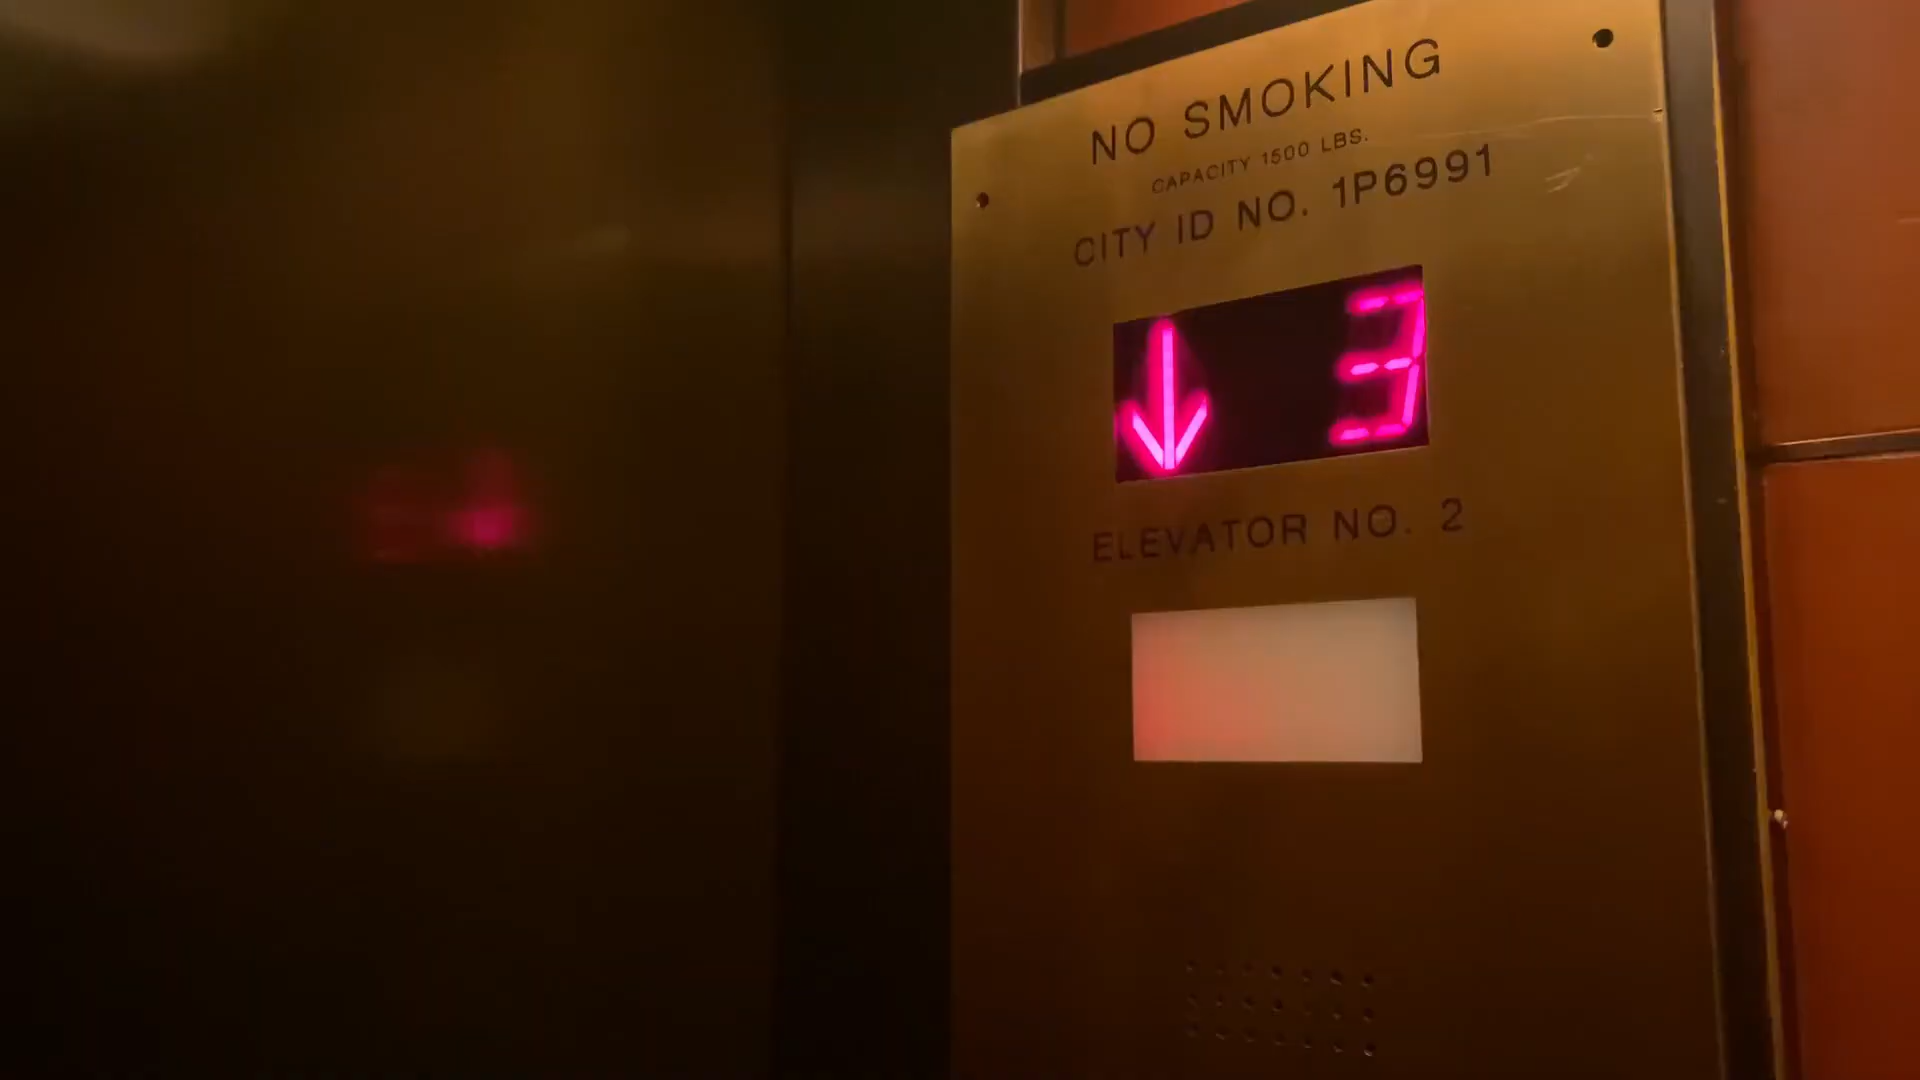 NO SMOKING
CAPACITY 1500 LBS.
CITY ID NO. 1P6991
↓ 3
ELEVATOR NO. 2